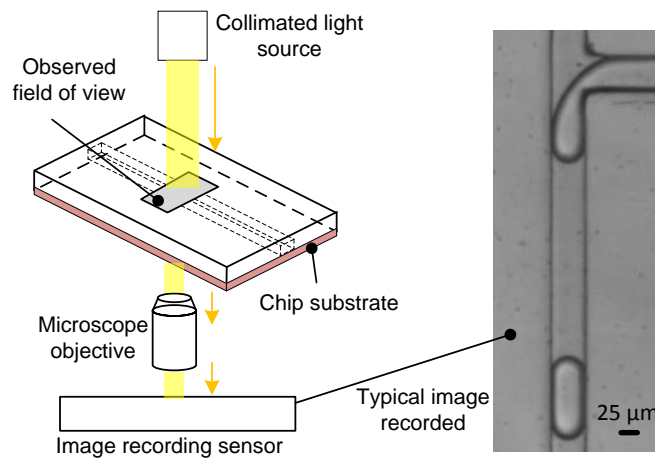 Collimated light
source
Observed
field of view
Chip substrate
Microscope
objective
Typical image
recorded
25 µm
Image recording sensor